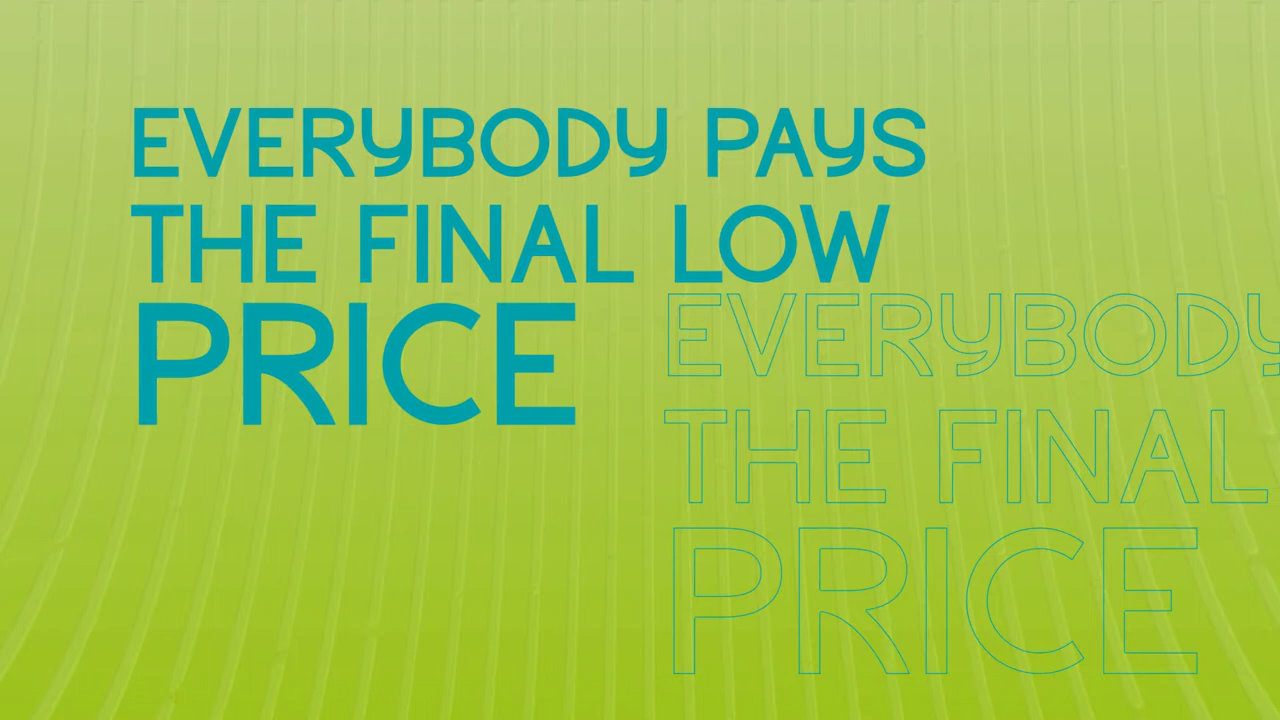 EVERYBODY PAYS
THE FINAL LOW
PRICE
EVERYBODY
THE FINAL
PRICE